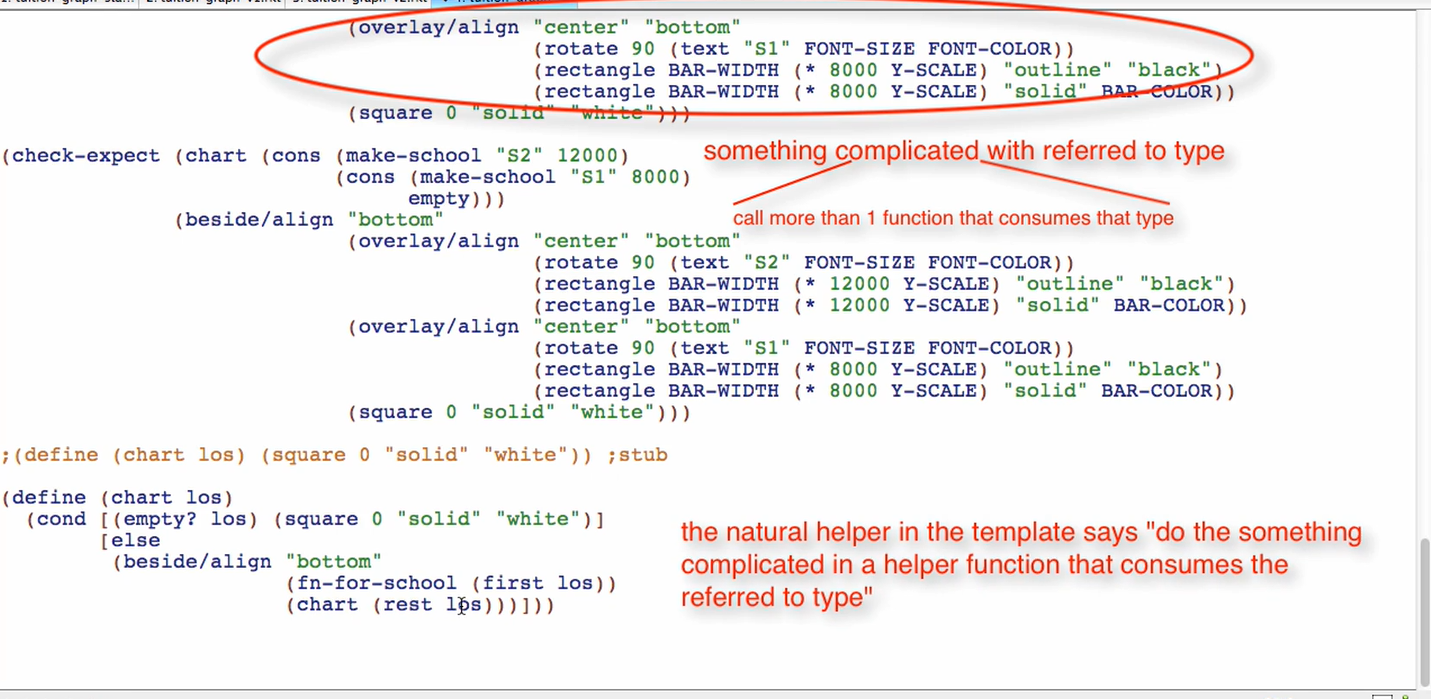 (overlay/align "center" "bottom"
(rotate 90 (text "S1" FONT-SIZE FONT-COLOR))
(rectangle BAR-WIDTH (* 8000 Y-SCALE) "outline" "black")
(rectangle BAR-WIDTH (* 8000 Y-SCALE) "solid" BAR-COLOR))
(square 0 "solid" "white")))
(check-expect (chart (cons (make-school "S2" 12000)
(cons (make-school "S1" 8000)
empty)))
something complicated with referred to type
call more than 1 function that consumes that type
(beside/align "bottom"
(overlay/align "center" "bottom"
(rotate 90 (text "S2" FONT-SIZE FONT-COLOR))
(rectangle BAR-WIDTH (* 12000 Y-SCALE) "outline" "black")
(rectangle BAR-WIDTH (* 12000 Y-SCALE) "solid" BAR-COLOR))
(overlay/align "center" "bottom"
(rotate 90 (text "S1" FONT-SIZE FONT-COLOR))
(rectangle BAR-WIDTH (* 8000 Y-SCALE) "outline" "black")
(rectangle BAR-WIDTH (* 8000 Y-SCALE) "solid" BAR-COLOR))
(square 0 "solid" "white")))
;(define (chart los) (square 0 "solid" "white")) ;stub
(define (chart los)
(cond [(empty? los) (square 0 "solid" "white")]
[else
(beside/align "bottom"
(fn-for-school (first los))
(chart (rest los)))]))
the natural helper in the template says "do the something
complicated in a helper function that consumes the
referred to type"